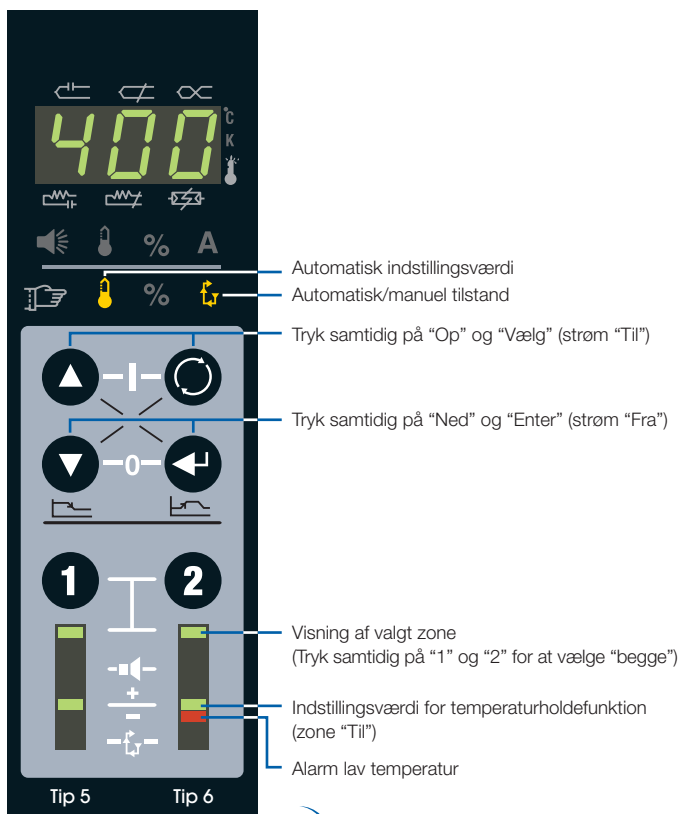 400
°C
K
% A
%
Automatisk indstillingsværdi
Automatisk/manuel tilstand
Tryk samtidig på “Op” og “Vælg” (strøm “Til”)
Tryk samtidig på “Ned” og “Enter” (strøm “Fra”)
0
1 2
Visning af valgt zone
(Tryk samtidig på “1” og “2” for at vælge “begge”)
+
−
Indstillingsværdi for temperaturholdefunktion
(zone “Til”)
Alarm lav temperatur
Tip 5 Tip 6